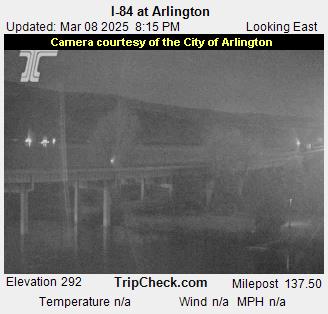 I-84 at Arlington
Updated: Mar 08 2025 8:15 PM Looking East
Camera courtesy of the City of Arlington
Elevation 292 TripCheck.com Milepost 137.50
Temperature n/a Wind n/a MPH n/a